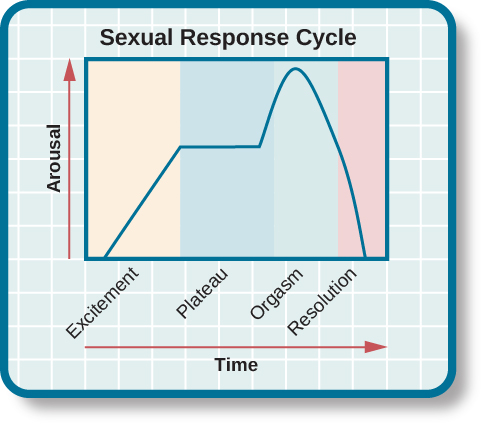 Sexual Response Cycle
Arousal
Excitement
Plateau
Orgasm
Resolution
Time